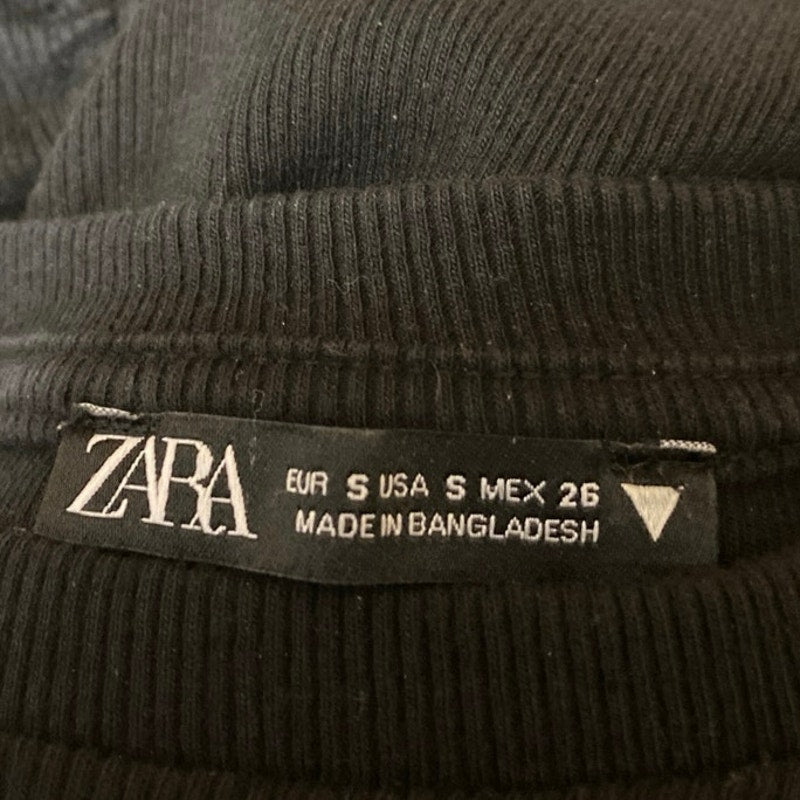 ZARA
EUR S USA S MEX 26
MADE IN BANGLADESH